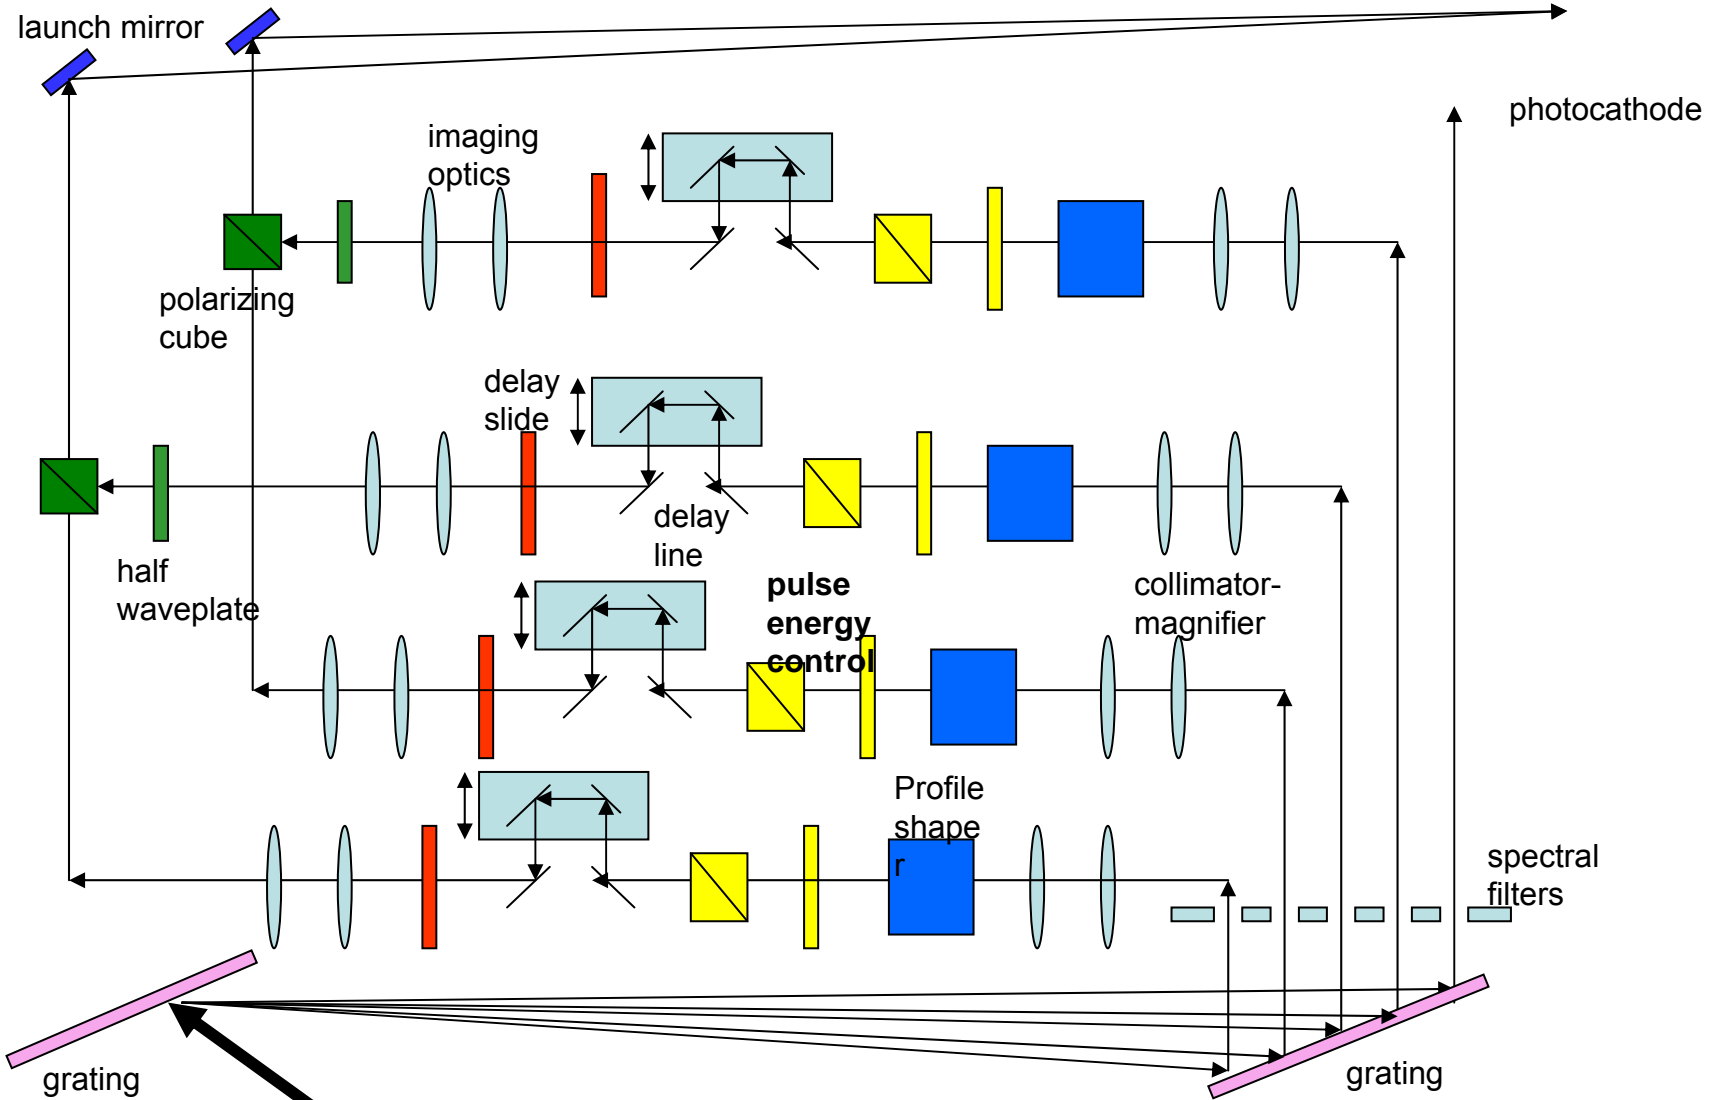 launch mirror
photocathode
imaging
optics
polarizing
cube
delay
slide
delay
line
half
waveplate
pulse
energy
control
collimator-
magnifier
Profile
shape
r
spectral
filters
grating
grating